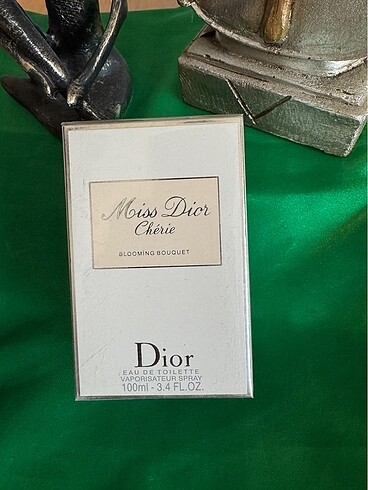 Miss Dior
Chérie
BLOOMING BOUQUET
Dior
EAU DE TOILETTE
VAPORISATEUR SPRAY
100ml - 3.4 FL.OZ.